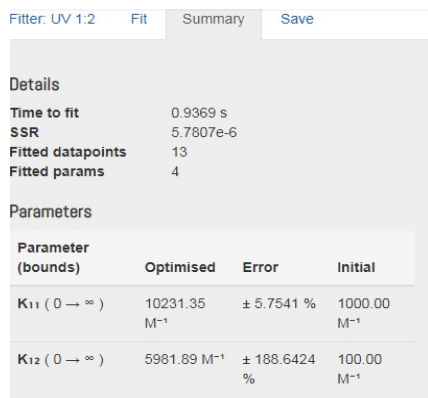 Fitter: UV 1:2 Fit Summary Save
Details
Time to fit 0.9369 s
SSR 5.7807e-6
Fitted datapoints 13
Fitted params 4
Parameters
Parameter
(bounds) Optimised Error Initial
K₁₁ ( 0 → ∞ ) 10231.35 ± 5.7541 % 1000.00
M⁻¹ M⁻¹
K₁₂ ( 0 → ∞ ) 5981.89 M⁻¹ ± 188.6424 100.00
% M⁻¹